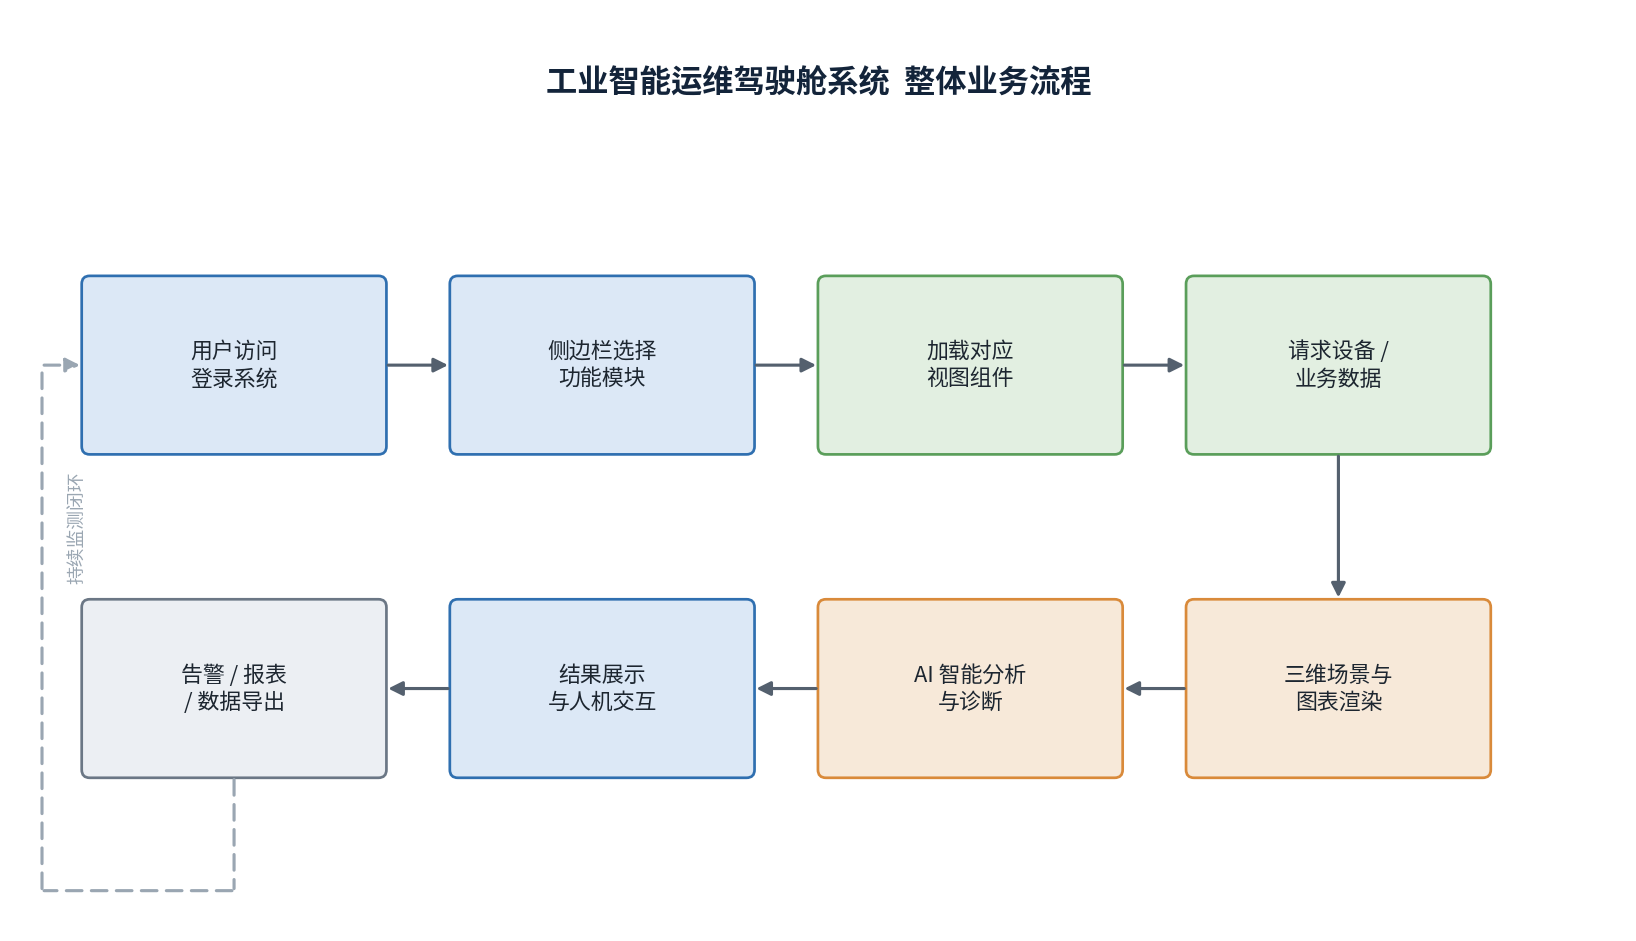 工业智能运维驾驶舱系统 整体业务流程
用户访问
登录系统
侧边栏选择
功能模块
加载对应
视图组件
请求设备 /
业务数据
持续监测闭环
告警 / 报表
/ 数据导出
结果展示
与人机交互
AI 智能分析
与诊断
三维场景与
图表渲染